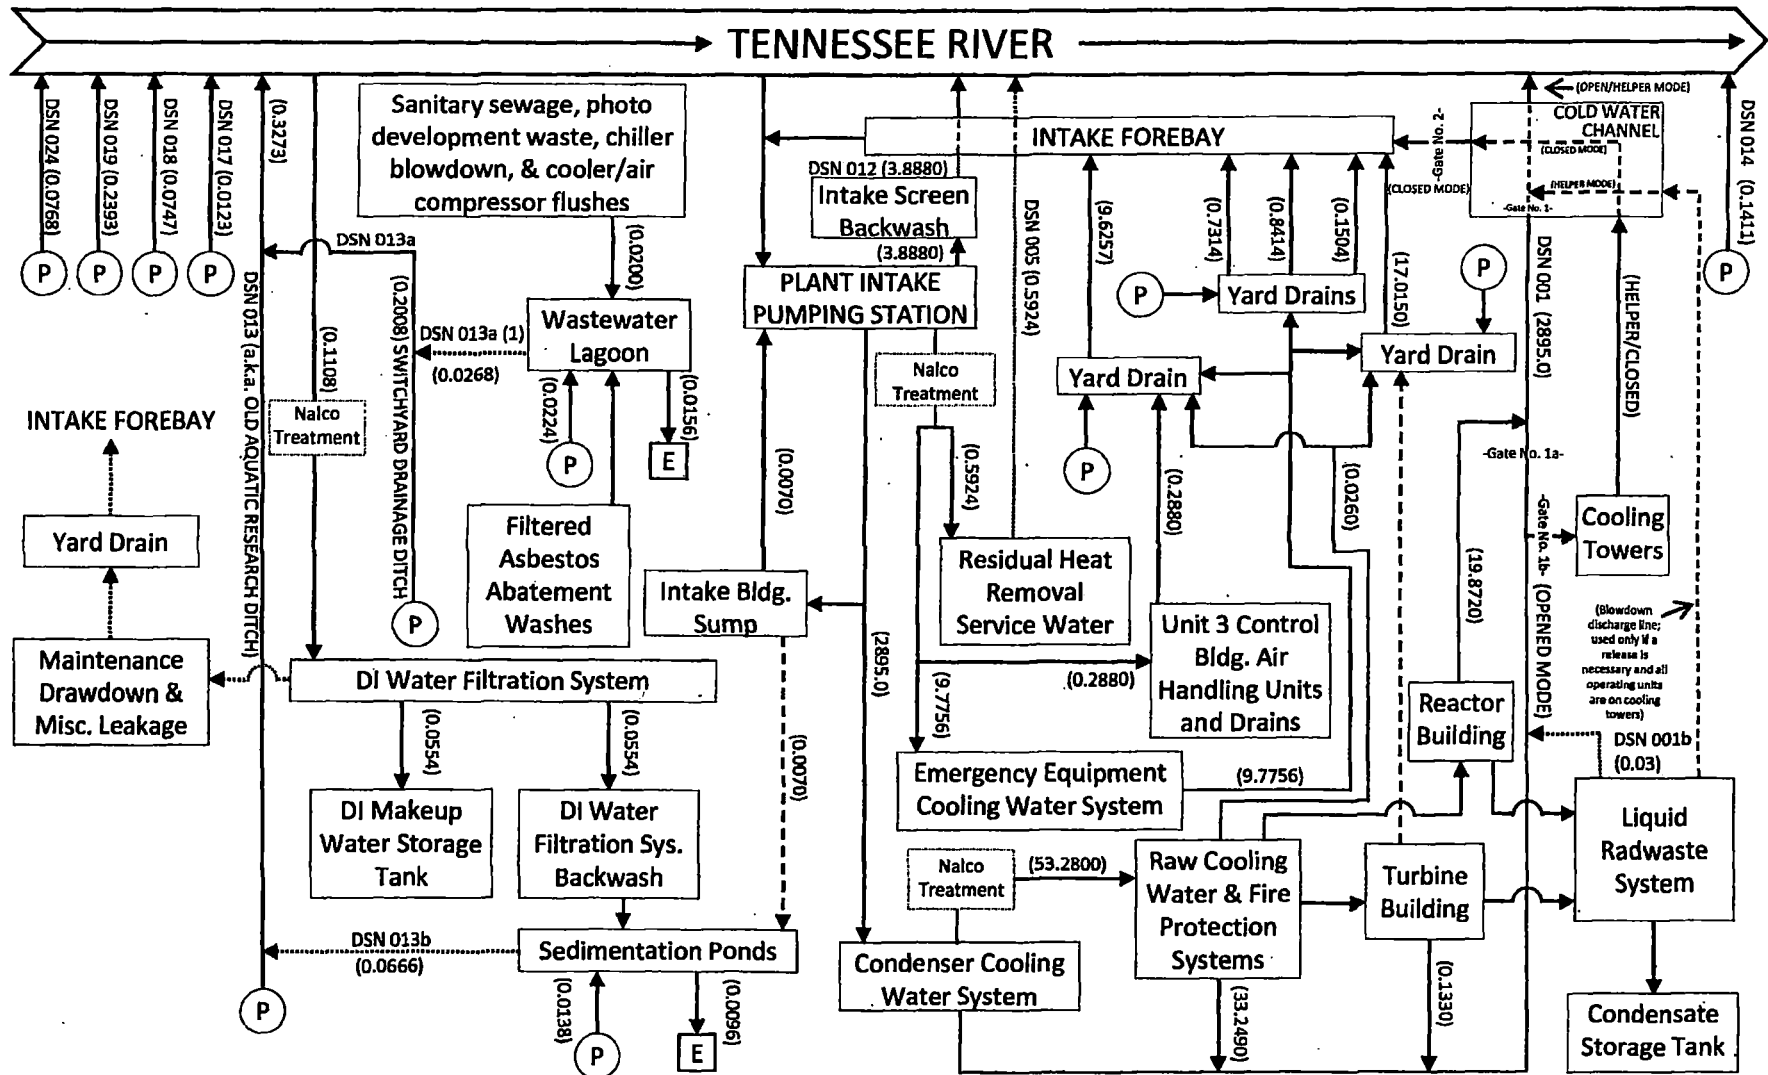 TENNESSEE RIVER
DSN 024 (0.0768)
DSN 019 (0.2393)
DSN 018 (0.0747)
DSN 017 (0.0123)
(0.3273)
P
P
P
P
DSN 013 (a.k.a. OLD AQUATIC RESEARCH DITCH)
P
DSN 013a
(0.1108)
Nalco
Treatment
(0.2008) SWITCHYARD DRAINAGE DITCH
P
Sanitary sewage, photo
development waste, chiller
blowdown, & cooler/air
compressor flushes
(0.0200)
Wastewater
Lagoon
DSN 013a (1)
(0.0268)
(0.0224)
P
(0.0156)
E
Filtered
Asbestos
Abatement
Washes
INTAKE FOREBAY
Yard Drain
Maintenance
Drawdown &
Misc. Leakage
DI Water Filtration System
(0.0554)
(0.0554)
DI Makeup
Water Storage
Tank
DI Water
Filtration Sys.
Backwash
Sedimentation Ponds
DSN 013b
(0.0666)
(0.0138)
P
(0.0096)
E
INTAKE FOREBAY
DSN 012 (3.8880)
Intake Screen
Backwash
(3.8880)
PLANT INTAKE
PUMPING STATION
Nalco
Treatment
(0.0070)
Intake Bldg.
Sump
(0.0070)
(2895.0)
(0.5924)
DSN 005 (0.5924)
Residual Heat
Removal
Service Water
(0.2880)
(9.7756)
Unit 3 Control
Bldg. Air
Handling Units
and Drains
(0.2880)
Emergency Equipment
Cooling Water System
(9.7756)
(9.6257)
Yard Drain
P
(0.7314)
(0.8414)
(0.1504)
P
Yard Drains
(17.0150)
P
Yard Drain
(0.0260)
Nalco
Treatment
(53.2800)
Condenser Cooling
Water System
Raw Cooling
Water & Fire
Protection
Systems
(33.2490)
Turbine
Building
(0.1330)
Reactor
Building
(19.8720)
-Gate No. 2-
(CLOSED MODE)
(OPEN/HELPER MODE)
COLD WATER
CHANNEL
(CLOSED MODE)
(HELPER MODE)
-Gate No. 1-
DSN 001 (2895.0)
(HELPER/CLOSED)
-Gate No. 1a-
-Gate No. 1b- (OPENED MODE)
Cooling
Towers
(Blowdown
discharge line;
used only if a
release is
necessary and all
operating units
are on cooling
towers)
DSN 001b
(0.03)
Liquid
Radwaste
System
Condensate
Storage Tank
DSN 014 (0.1411)
P